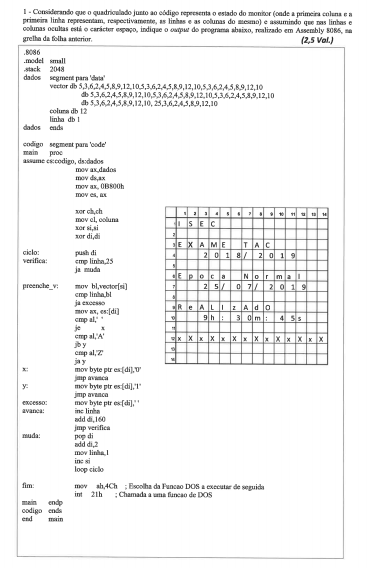 1 - Considerando que o quadriculado junto ao código representa o estado do monitor (onde a primeira coluna e a
primeira linha representam, respectivamente, as linhas e as colunas do mesmo) e assumindo que nas linhas e
colunas ocultas está o carácter espaço, indique o output do programa abaixo, realizado em Assembly 8086, na
grelha da folha anterior. (2,5 Val.)
.8086
.model small
.stack 2048
dados segment para 'data'
vector db 5,3,6,2,4,5,8,9,12,10,5,3,6,2,4,5,8,9,12,10,5,3,6,2,4,5,8,9,12,10
db 5,3,6,2,4,5,8,9,12,10,5,3,6,2,4,5,8,9,12,10,5,3,6,2,4,5,8,9,12,10
db 5,3,6,2,4,5,8,9,12,10, 25,3,6,2,4,5,8,9,12,10
coluna db 12
linha db 1
dados ends
codigo segment para 'code'
main proc
assume cs:codigo, ds:dados
mov ax,dados
mov ds,ax
mov ax, 0B800h
mov es, ax
xor ch,ch
mov cl, coluna
xor si,si
xor di,di
ciclo: push di
verifica: cmp linha,25
ja muda
preenche_v: mov bl,vector[si]
cmp linha,bl
ja excesso
mov ax, es:[di]
cmp al,' '
je x
cmp al,'A'
jb y
cmp al,'Z'
ja y
x: mov byte ptr es:[di],'0'
jmp avanca
y: mov byte ptr es:[di],'1'
jmp avanca
excesso: mov byte ptr es:[di],' '
avanca: inc linha
add di,160
jmp verifica
muda: pop di
add di,2
mov linha,1
inc si
loop ciclo
fim: mov ah,4Ch ; Escolha da Funcao DOS a executar de seguida
int 21h ; Chamada a uma funcao de DOS
main endp
codigo ends
end main
1 2 3 4 5 6 7 8 9 10 11 12 13 14
1 I S E C
2
3 E X A M E T A C
4 2 0 1 8 / 2 0 1 9
5
6 E p o c a N o r m a l
7 2 5 / 0 7 / 2 0 1 9
8
9 R e A L I z A d O
10 9 h : 3 0 m : 4 5 s
11
12 x X x X x X x X x X x X x X
13
14